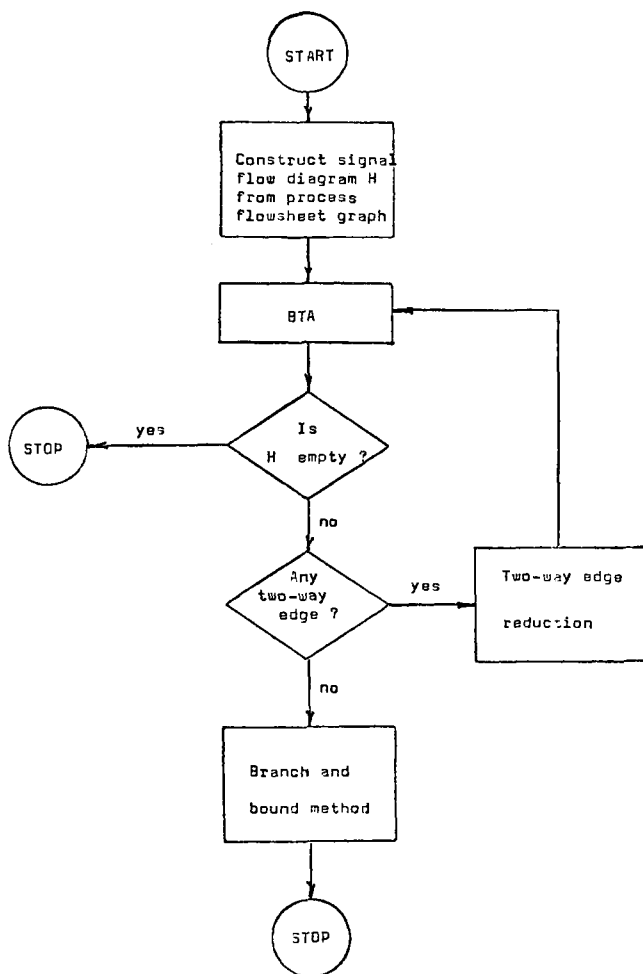 START
Construct signal
flow diagram H
from process
flowsheet graph
BTA
yes
Is
H empty ?
STOP
no
Any
two-way
edge ?
yes
Two-way edge
reduction
no
Branch and
bound method
STOP